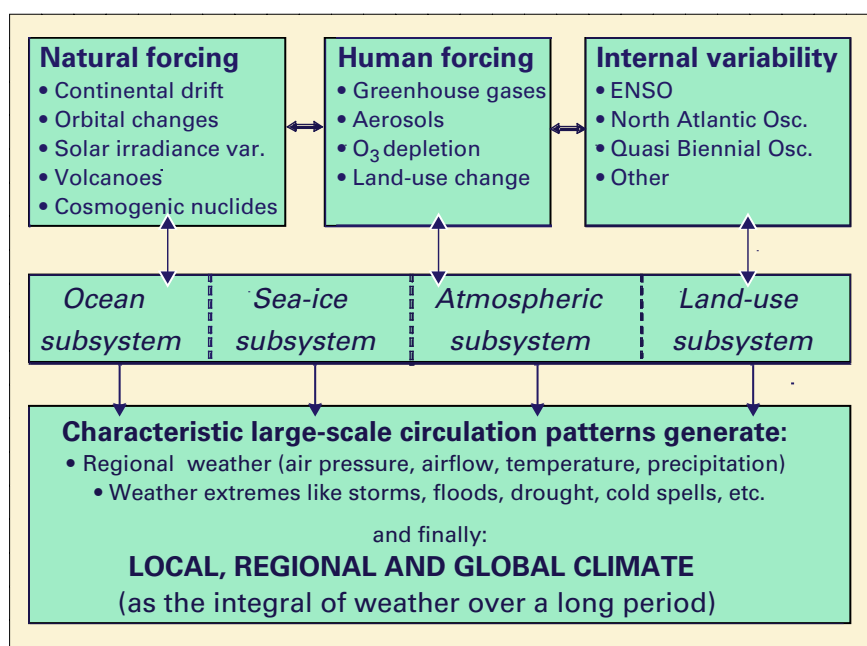 Natural forcing
• Continental drift
• Orbital changes
• Solar irradiance var.
• Volcanoes
• Cosmogenic nuclides
Human forcing
• Greenhouse gases
• Aerosols
• O₃ depletion
• Land-use change
Internal variability
• ENSO
• North Atlantic Osc.
• Quasi Biennial Osc.
• Other
Ocean
subsystem
Sea-ice
subsystem
Atmospheric
subsystem
Land-use
subsystem
Characteristic large-scale circulation patterns generate:
• Regional weather (air pressure, airflow, temperature, precipitation)
• Weather extremes like storms, floods, drought, cold spells, etc.
and finally:
LOCAL, REGIONAL AND GLOBAL CLIMATE
(as the integral of weather over a long period)